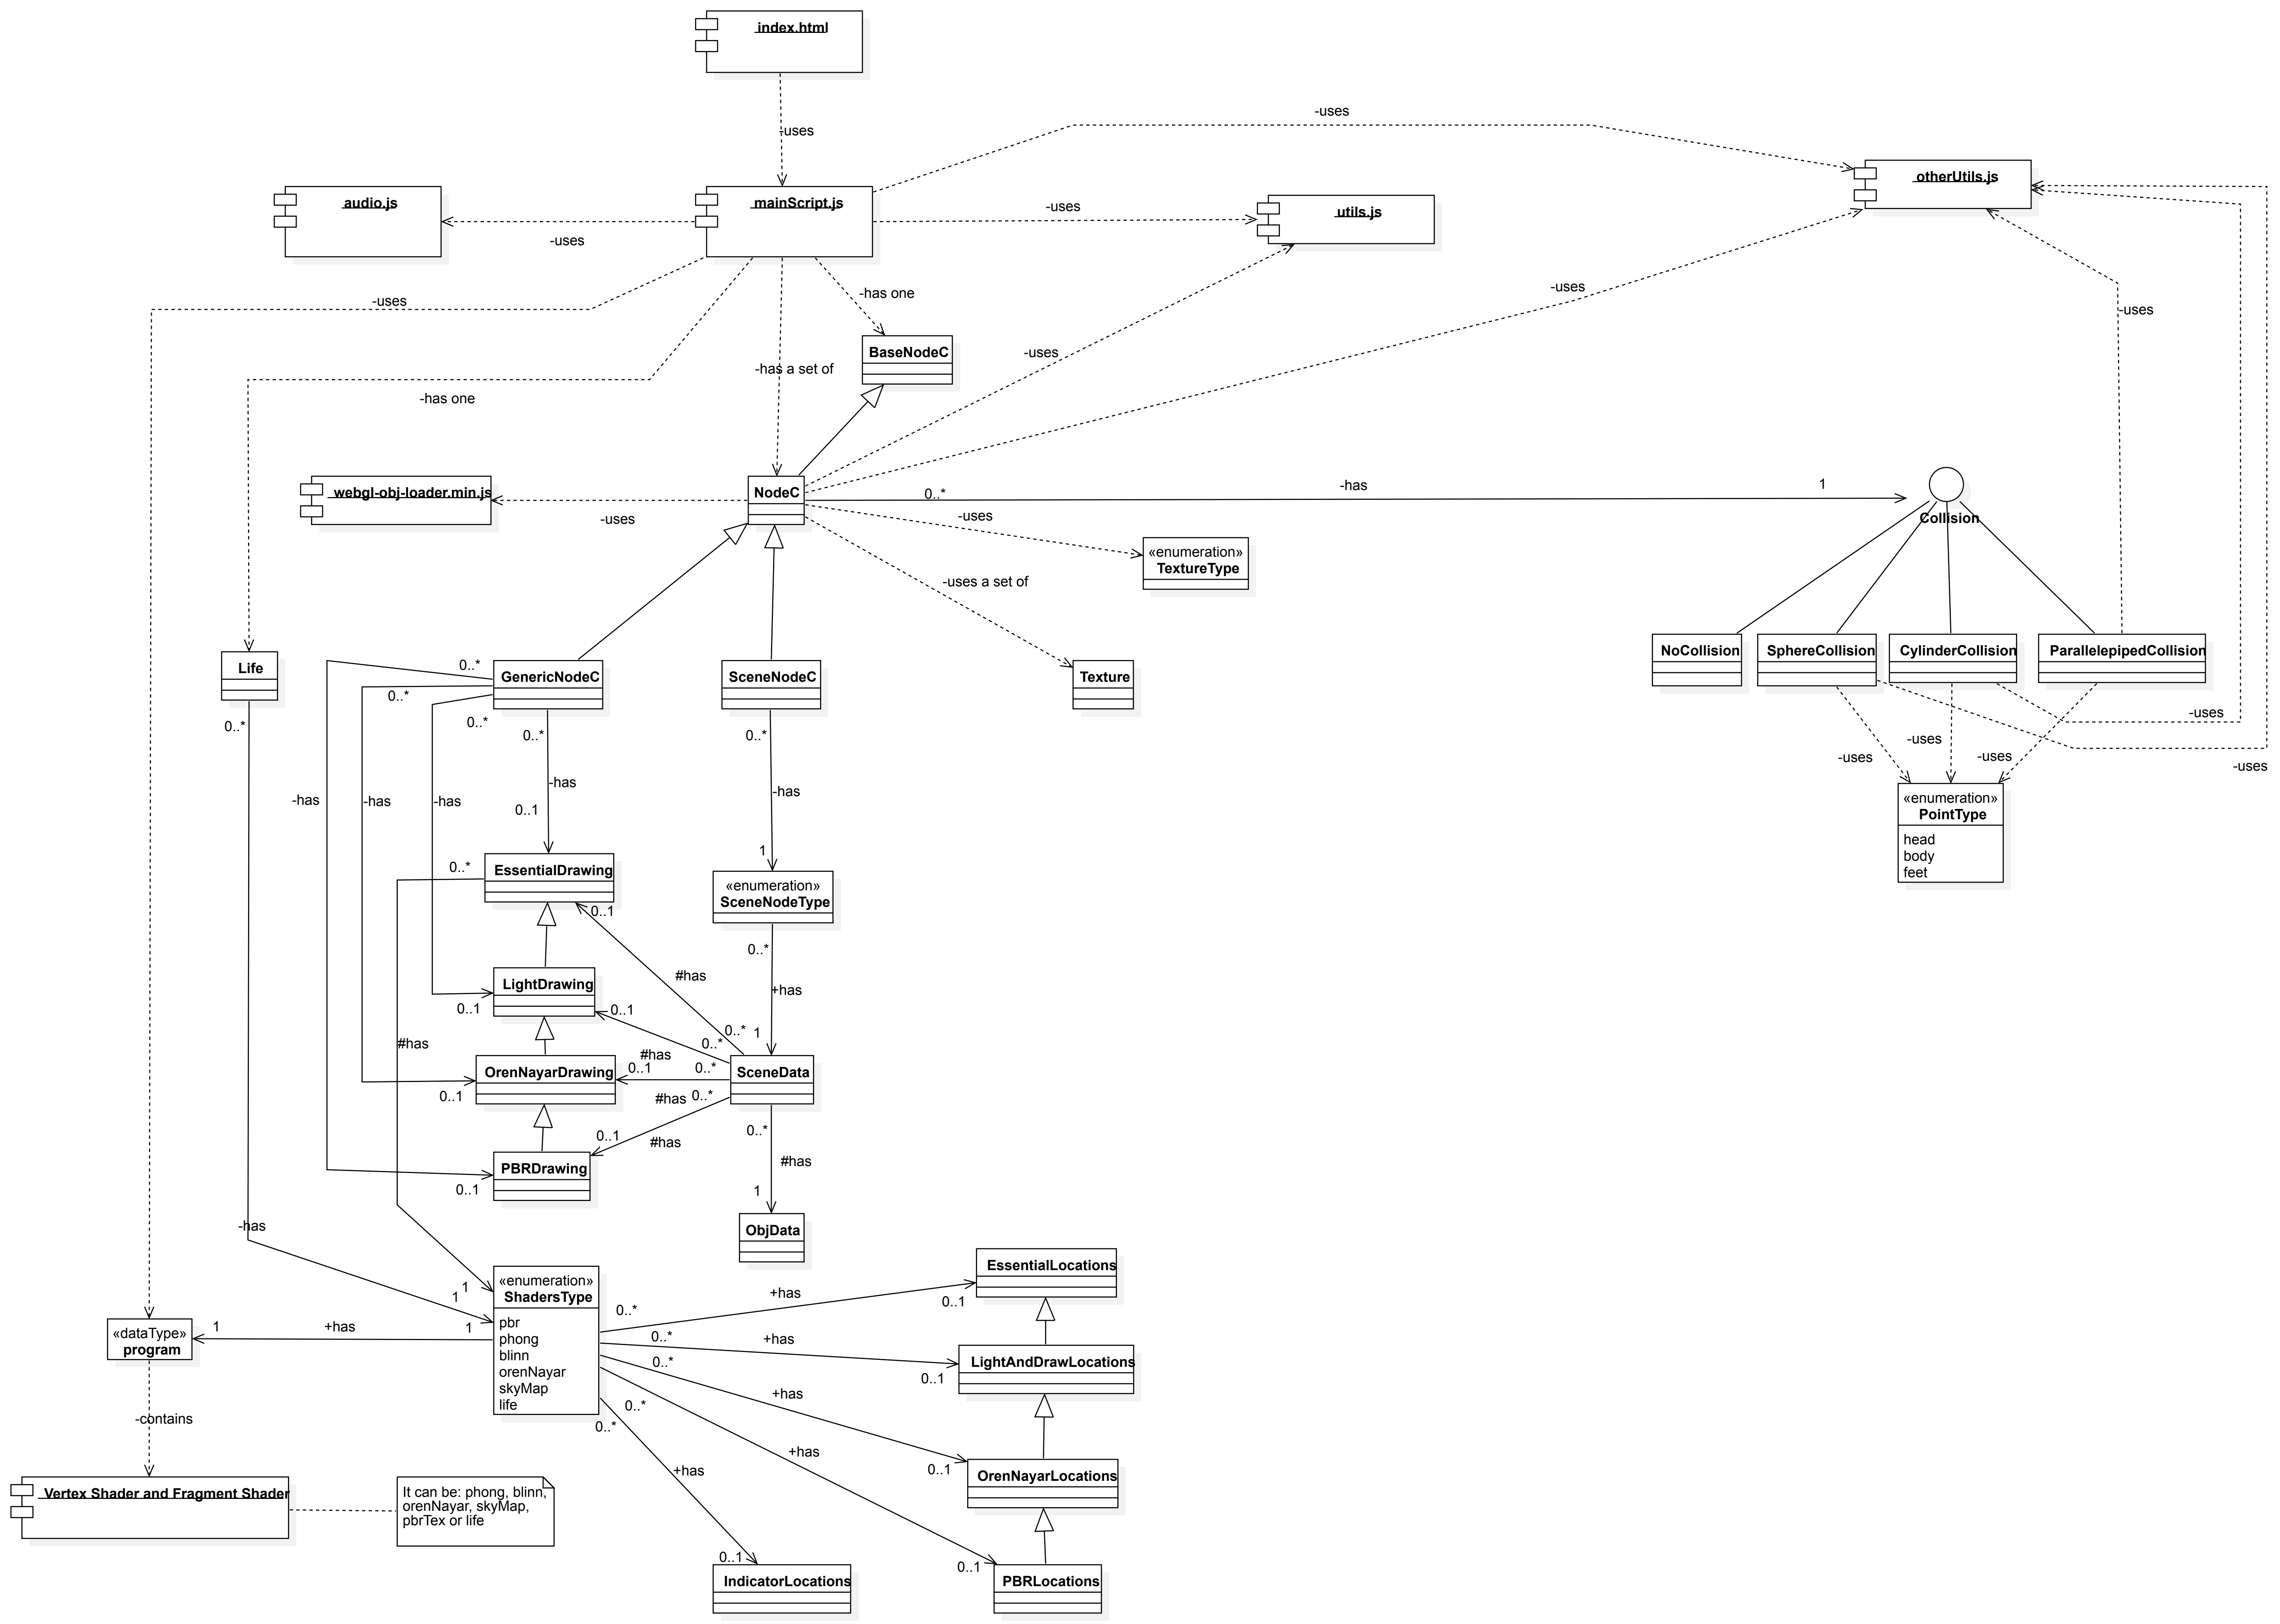 index.html
-uses
-uses
audio.js
mainScript.js
-uses
utils.js
otherUtils.js
-uses
-uses
-has one
-uses
-uses
BaseNodeC
-uses
-has a set of
-has one
webgl-obj-loader.min.js
-uses
NodeC
0..*
-has
1
Collision
-uses
«enumeration»
TextureType
-uses a set of
Life
0..*
GenericNodeC
SceneNodeC
Texture
NoCollision
SphereCollision
CylinderCollision
ParallelepipedCollision
0..*
0..*
0..*
0..*
0..*
-uses
-uses
-uses
-uses
-uses
-has
-has
-has
-has
-has
0..1
1
«enumeration»
PointType
head
body
feet
0..*
EssentialDrawing
0..1
«enumeration»
SceneNodeType
0..*
#has
+has
LightDrawing
0..1
0..1
0..*
1
0..*
#has
#has
OrenNayarDrawing
0..1
0..1
0..*
SceneData
#has
0..*
0..1
#has
0..*
PBRDrawing
0..1
#has
1
ObjData
-has
1
1
«enumeration»
ShadersType
pbr
phong
blinn
orenNayar
skyMap
life
«dataType»
program
1
+has
1
0..*
+has
0..1
EssentialLocations
0..*
+has
0..1
LightAndDrawLocations
0..*
+has
0..1
OrenNayarLocations
0..*
+has
0..1
PBRLocations
0..*
+has
0..1
IndicatorLocations
-contains
Vertex Shader and Fragment Shader
It can be: phong, blinn,
orenNayar, skyMap,
pbrTex or life